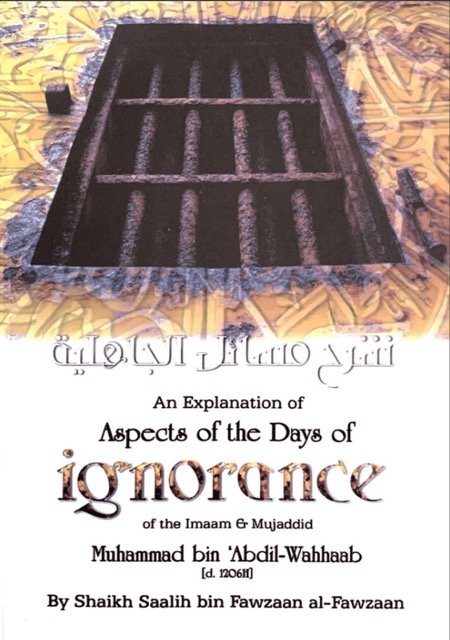 شرح مسائل الجاهلية
An Explanation of
Aspects of the Days of
ignorance
of the Imaam & Mujaddid
Muhammad bin 'Abdil-Wahhaab
[d. 1206H]
By Shaikh Saalih bin Fawzaan al-Fawzaan